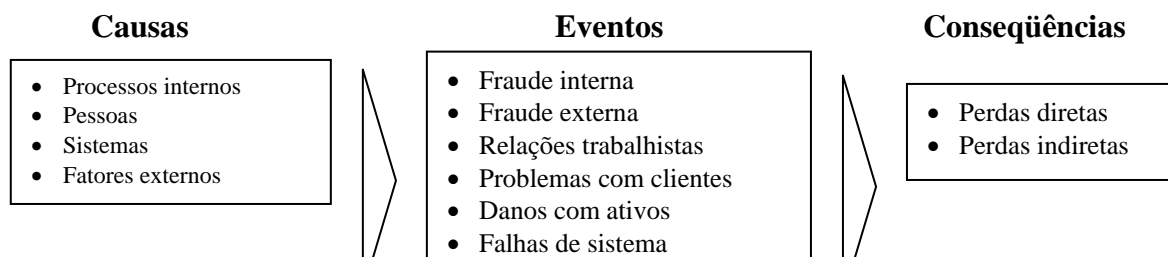 Causas
Eventos
Conseqüências
• Processos internos
• Pessoas
• Sistemas
• Fatores externos
• Fraude interna
• Fraude externa
• Relações trabalhistas
• Problemas com clientes
• Danos com ativos
• Falhas de sistema
• Perdas diretas
• Perdas indiretas